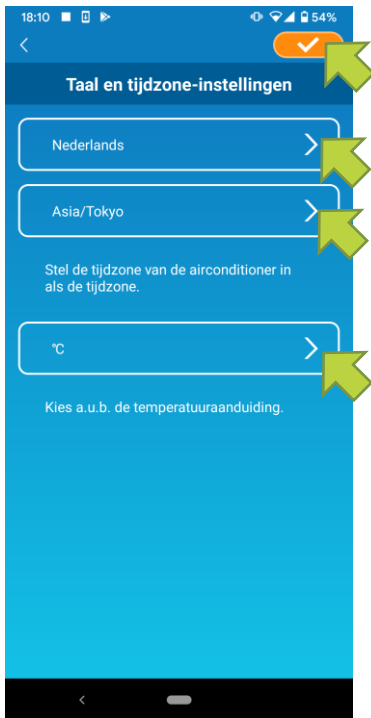 18:10 54%
Taal en tijdzone-instellingen
Nederlands
Asia/Tokyo
Stel de tijdzone van de airconditioner in
als de tijdzone.
℃
Kies a.u.b. de temperatuuraanduiding.